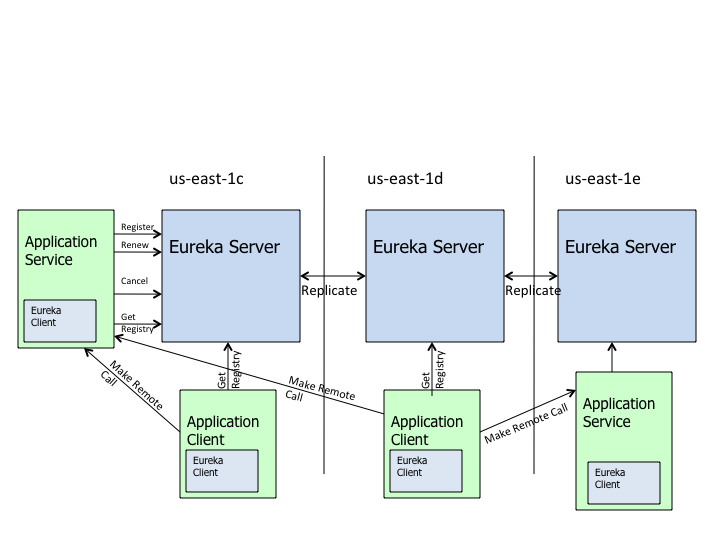 us-east-1c
us-east-1d
us-east-1e
Application
Service
Eureka
Client
Register
Renew
Cancel
Get
Registry
Eureka Server
Replicate
Eureka Server
Replicate
Eureka Server
Make Remote
Call
Get
Registry
Make Remote
Call
Get
Registry
Make Remote Call
Application
Client
Eureka
Client
Application
Client
Eureka
Client
Application
Service
Eureka
Client